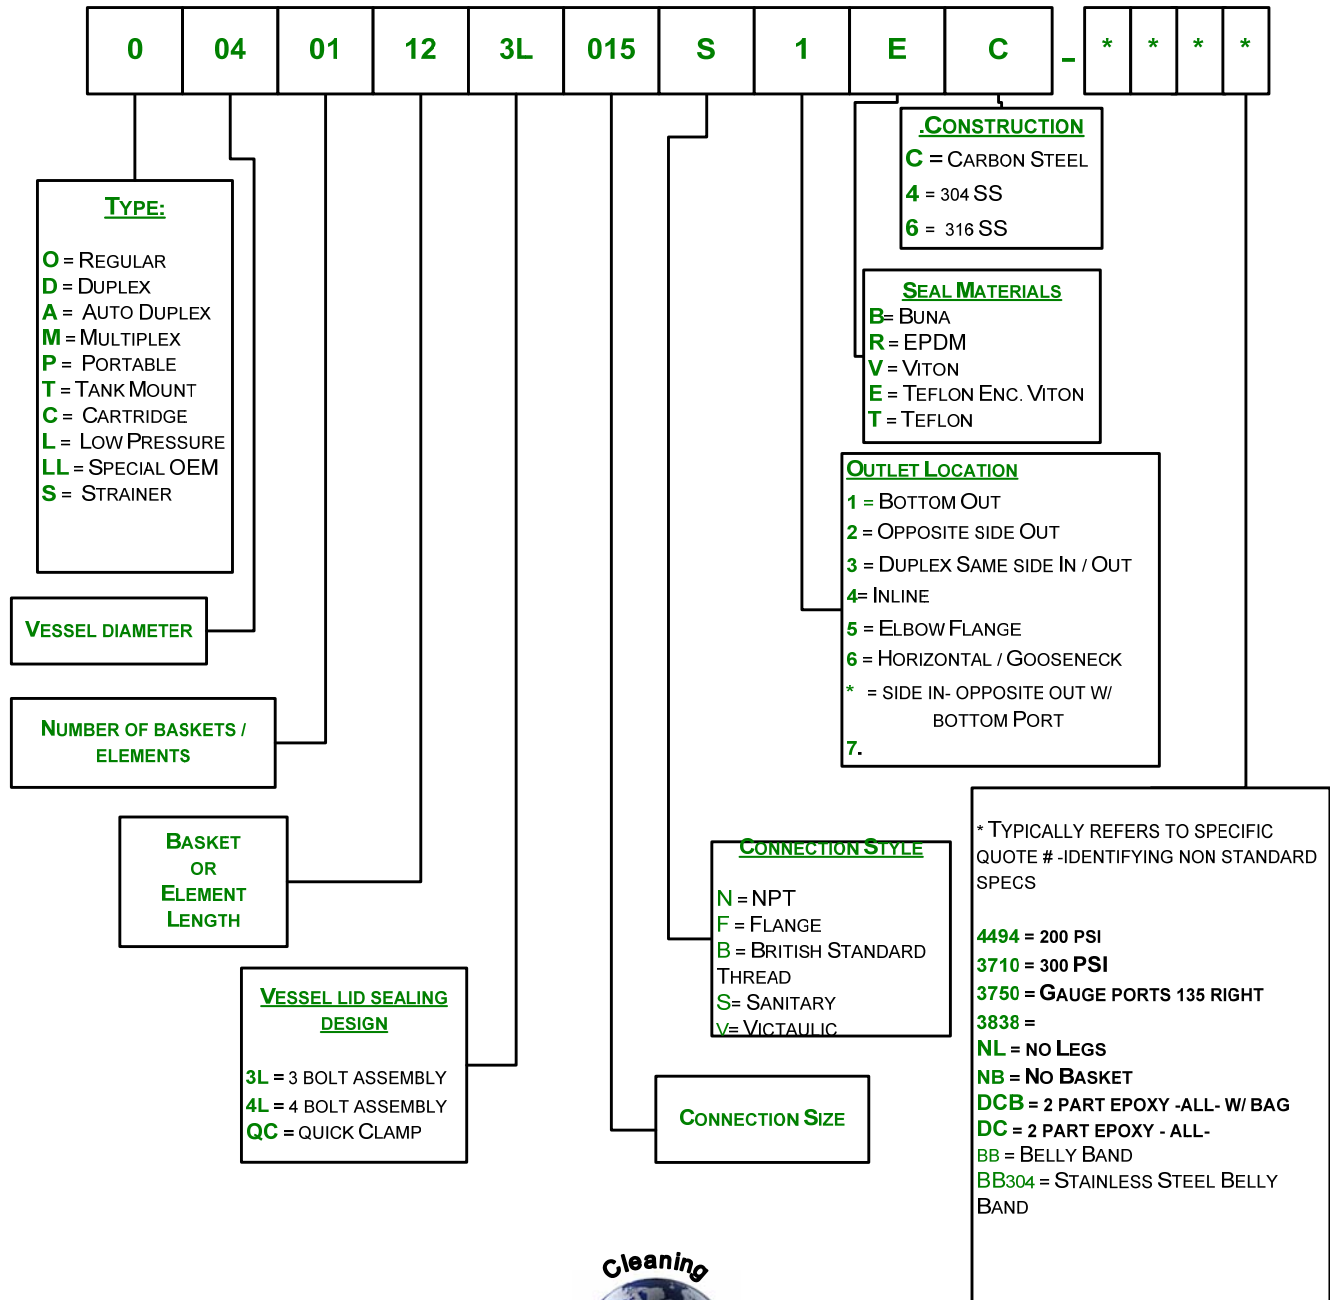 0 04 01 12 3L 015 S 1 E C - * * * *
.CONSTRUCTION
C = CARBON STEEL
4 = 304 SS
6 = 316 SS
TYPE:
O = REGULAR
D = DUPLEX
A = AUTO DUPLEX
M = MULTIPLEX
P = PORTABLE
T = TANK MOUNT
C = CARTRIDGE
L = LOW PRESSURE
LL = SPECIAL OEM
S = STRAINER
SEAL MATERIALS
B= BUNA
R = EPDM
V = VITON
E = TEFLON ENC. VITON
T = TEFLON
OUTLET LOCATION
1 = BOTTOM OUT
2 = OPPOSITE SIDE OUT
3 = DUPLEX SAME SIDE IN / OUT
4= INLINE
5 = ELBOW FLANGE
6 = HORIZONTAL / GOOSENECK
* = SIDE IN- OPPOSITE OUT W/
BOTTOM PORT
7.
VESSEL DIAMETER
NUMBER OF BASKETS /
ELEMENTS
BASKET
OR
ELEMENT
LENGTH
CONNECTION STYLE
N = NPT
F = FLANGE
B = BRITISH STANDARD
THREAD
S= SANITARY
V= VICTAULIC
* TYPICALLY REFERS TO SPECIFIC
QUOTE # -IDENTIFYING NON STANDARD
SPECS
4494 = 200 PSI
3710 = 300 PSI
3750 = GAUGE PORTS 135 RIGHT
3838 =
NL = NO LEGS
NB = NO BASKET
DCB = 2 PART EPOXY -ALL- W/ BAG
DC = 2 PART EPOXY - ALL-
BB = BELLY BAND
BB304 = STAINLESS STEEL BELLY
BAND
VESSEL LID SEALING
DESIGN
3L = 3 BOLT ASSEMBLY
4L = 4 BOLT ASSEMBLY
QC = QUICK CLAMP
CONNECTION SIZE
Cleaning